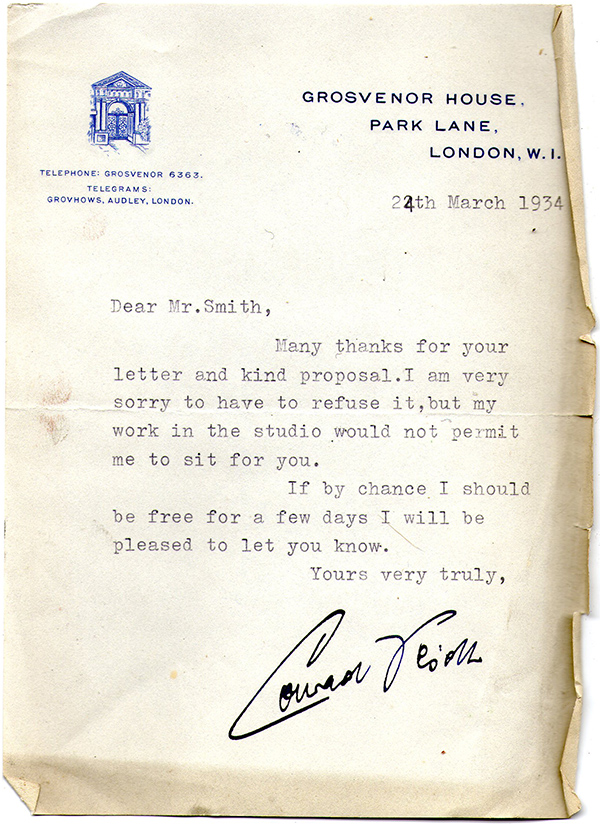 GROSVENOR HOUSE,
PARK LANE,
LONDON, W.1.
TELEPHONE: GROSVENOR 6363.
TELEGRAMS:
GROVHOWS, AUDLEY, LONDON.
24th March 1934
Dear Mr.Smith,
Many thanks for your
letter and kind proposal.I am very
sorry to have to refuse it,but my
work in the studio would not permit
me to sit for you.
If by chance I should
be free for a few days I will be
pleased to let you know.
Yours very truly,
Conrad Veidt